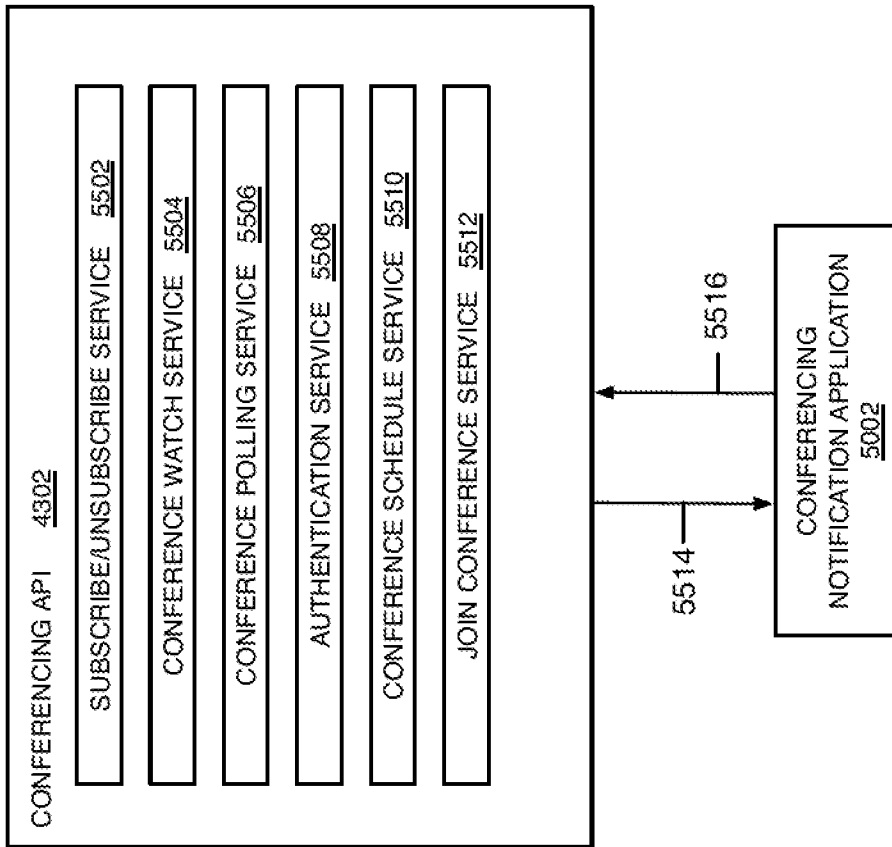 CONFERENCING API 4302
SUBSCRIBE/UNSUBSCRIBE SERVICE 5502
CONFERENCE WATCH SERVICE 5504
CONFERENCE POLLING SERVICE 5506
AUTHENTICATION SERVICE 5508
CONFERENCE SCHEDULE SERVICE 5510
JOIN CONFERENCE SERVICE 5512
5514
5516
CONFERENCING
NOTIFICATION APPLICATION
5002